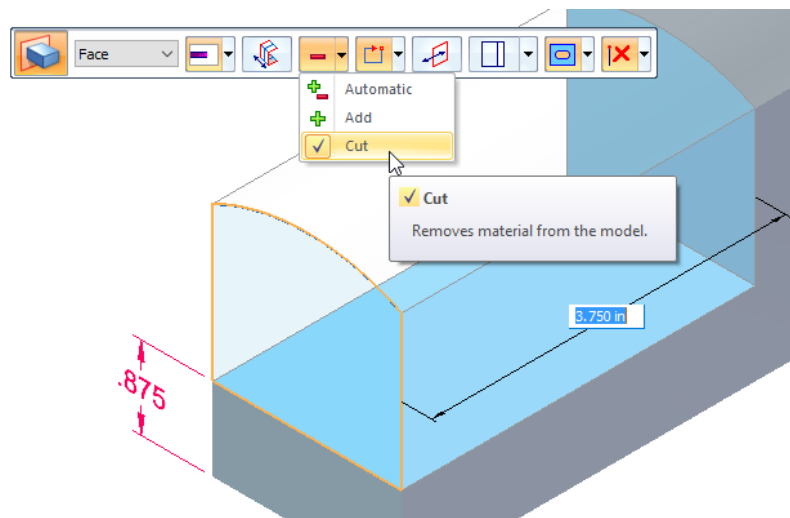 Face
Automatic
Add
Cut
Cut
Removes material from the model.
3.750 in
.875